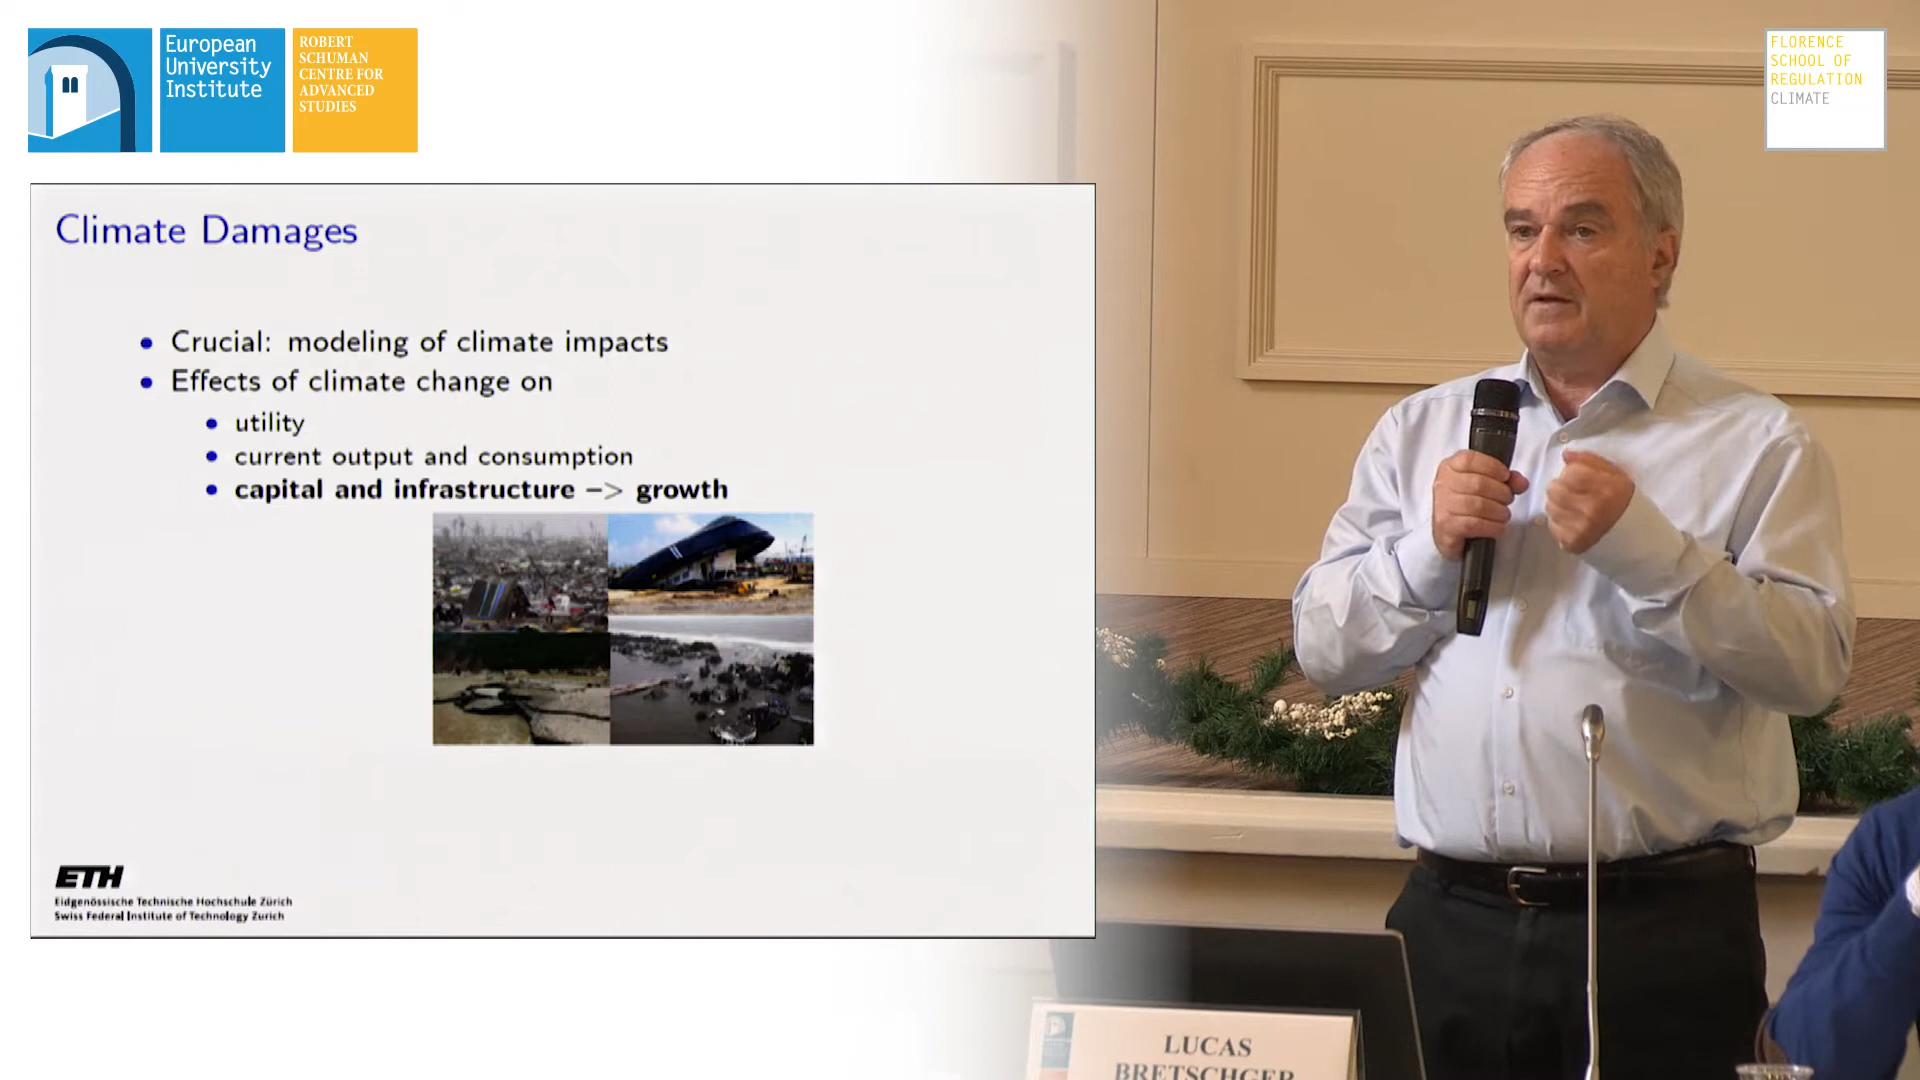 European
University
Institute
ROBERT
SCHUMAN
CENTRE FOR
ADVANCED
STUDIES
FLORENCE
SCHOOL OF
REGULATION
CLIMATE
Climate Damages
• Crucial: modeling of climate impacts
• Effects of climate change on
• utility
• current output and consumption
• capital and infrastructure –> growth
ETH
Eidgenössische Technische Hochschule Zürich
Swiss Federal Institute of Technology Zurich
LUCAS
BRETSCHGER